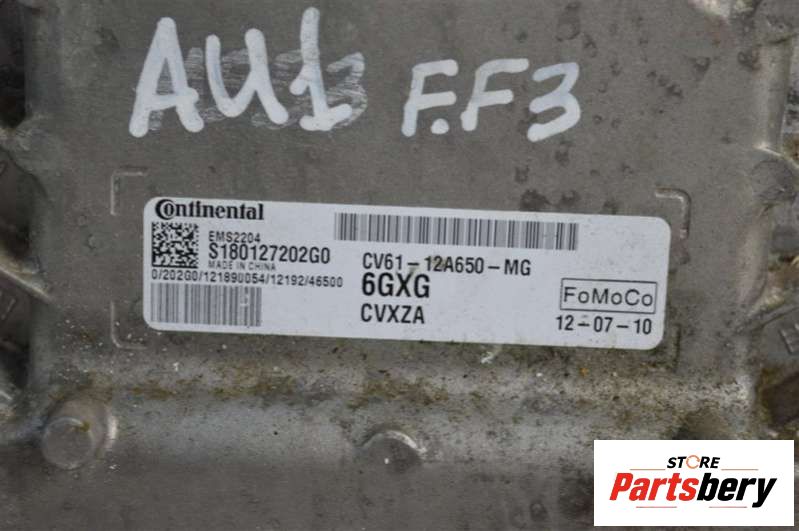 AU1 F.F3
Continental
EMS2204
S180127202G0
MADE IN CHINA
0/202G0/121890054/12192/46500
CV61-12A650-MG
6GXG
CVXZA
FoMoCo
12-07-10
STORE
Partsbery